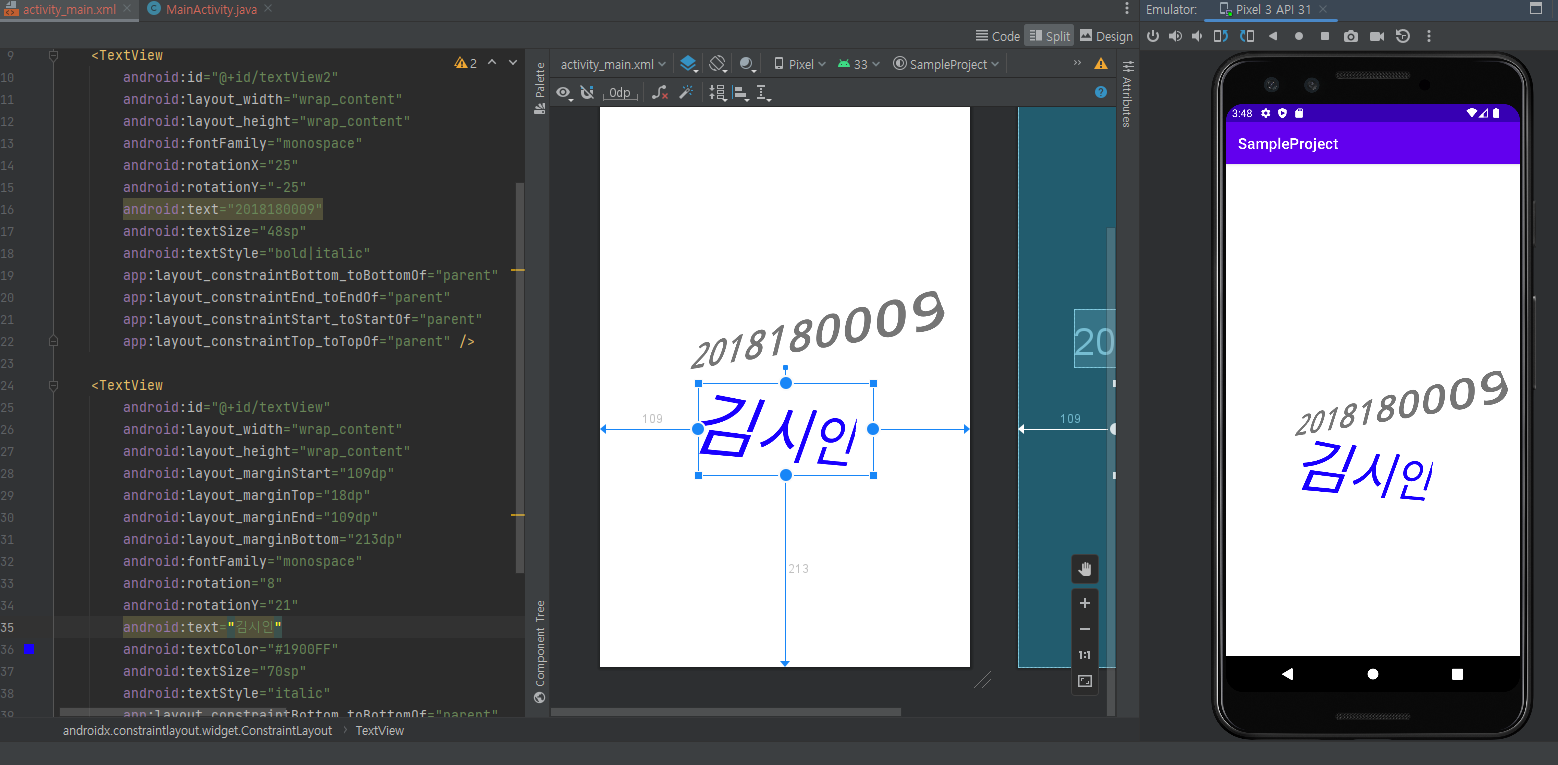 activity_main.xml
MainActivity.java
Emulator: Pixel 3 API 31
Code Split Design
9 <TextView
10 android:id="@+id/textView2"
11 android:layout_width="wrap_content"
12 android:layout_height="wrap_content"
13 android:fontFamily="monospace"
14 android:rotationX="25"
15 android:rotationY="-25"
16 android:text="2018180009"
17 android:textSize="48sp"
18 android:textStyle="bold|italic"
19 app:layout_constraintBottom_toBottomOf="parent"
20 app:layout_constraintEnd_toEndOf="parent"
21 app:layout_constraintStart_toStartOf="parent"
22 app:layout_constraintTop_toTopOf="parent" />
23
24 <TextView
25 android:id="@+id/textView"
26 android:layout_width="wrap_content"
27 android:layout_height="wrap_content"
28 android:layout_marginStart="109dp"
29 android:layout_marginTop="18dp"
30 android:layout_marginEnd="109dp"
31 android:layout_marginBottom="213dp"
32 android:fontFamily="monospace"
33 android:rotation="8"
34 android:rotationY="21"
35 android:text="김시인"
36 android:textColor="#1900FF"
37 android:textSize="70sp"
38 android:textStyle="italic"
39 app:layout_constraintBottom_toBottomOf="parent"
2
androidx.constraintlayout.widget.ConstraintLayout > TextView
Palette
Component Tree
activity_main.xml Pixel 33 SampleProject
0dp
Attributes
2018180009
김시인
109
213
20
109
1:1
3:48
SampleProject
2018180009
김시인